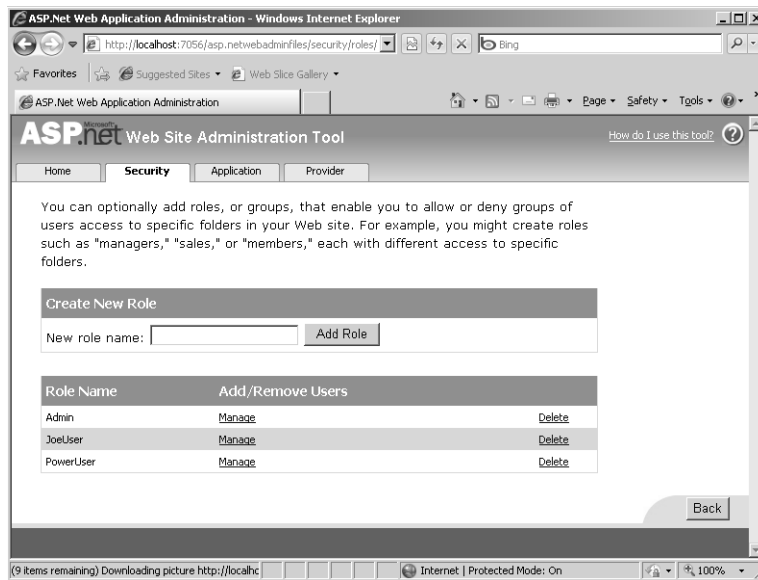 ASP.Net Web Application Administration - Windows Internet Explorer
http://localhost:7056/asp.netwebadminfiles/security/roles/
Bing
Favorites
Suggested Sites
Web Slice Gallery
ASP.Net Web Application Administration
Page
Safety
Tools
Microsoft
ASP.net Web Site Administration Tool
How do I use this tool?
?
Home
Security
Application
Provider
You can optionally add roles, or groups, that enable you to allow or deny groups of
users access to specific folders in your Web site. For example, you might create roles
such as "managers," "sales," or "members," each with different access to specific
folders.
Create New Role
New role name:
Add Role
Role Name Add/Remove Users
Admin Manage Delete
JoeUser Manage Delete
PowerUser Manage Delete
Back
(9 items remaining) Downloading picture http://localhc
Internet | Protected Mode: On
100%